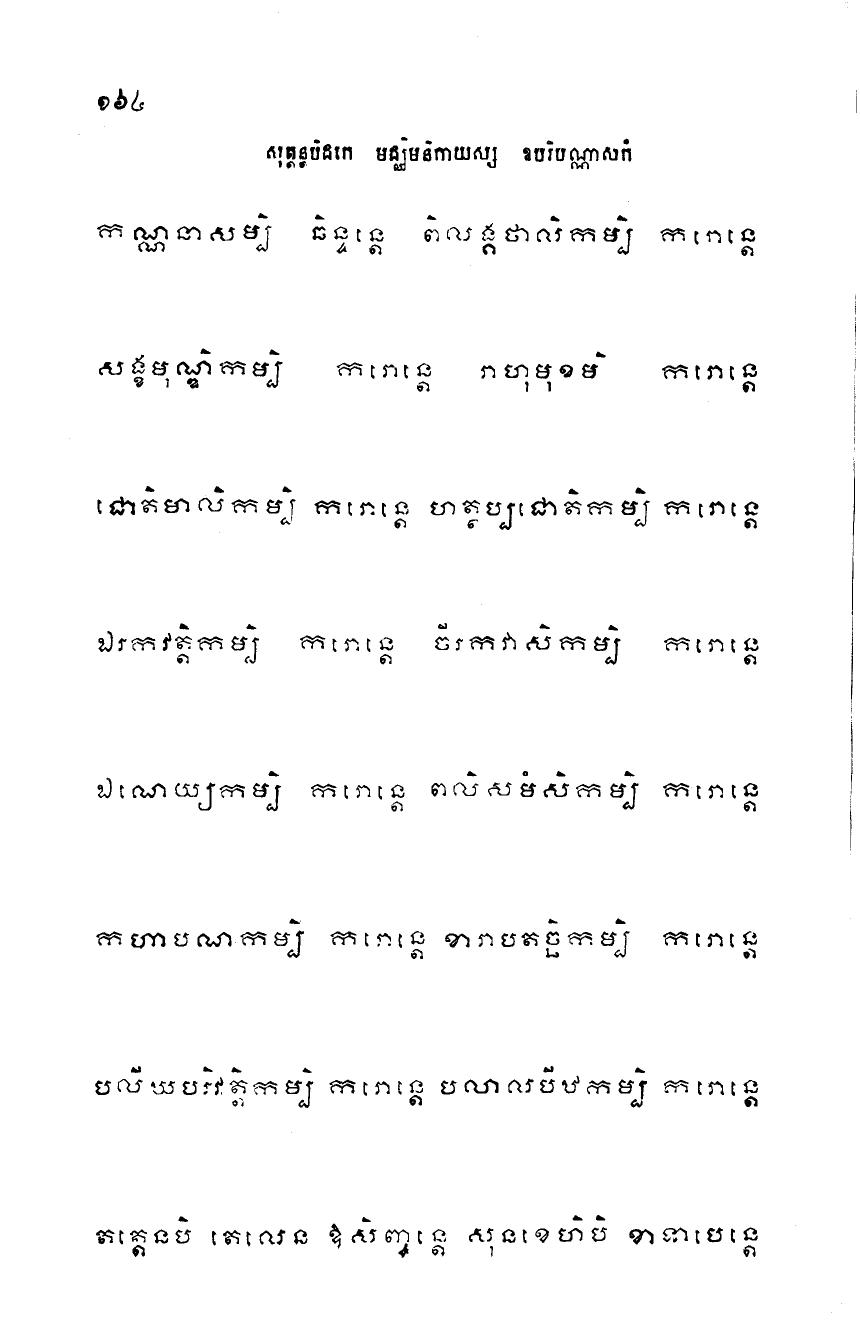 ១៦៤
សុត្តន្តបិដកេ មជ្ឈិមនិកាយស្ស ឧបរិបណ្ណាសកំ
កណ្ណនាសម្បិ ឆិន្ទន្តេ ពិលង្គថាលិកម្បិ ករោន្តេ
សង្ខមុណ្ឌិកម្បិ ករោន្តេ រាហុមុខមិ ករោន្តេ
ជោតិមាលិកម្បិ ករោន្តេ ហត្ថប្បជោតិកម្បិ ករោន្តេ
ឯរកវត្តិកម្បិ ករោន្តេ ចីរកវាសិកម្បិ ករោន្តេ
ឯណេយ្យកម្បិ ករោន្តេ ពលិសមំសិកម្បិ ករោន្តេ
កហាបណកម្បិ ករោន្តេ ខារាបតច្ឆិកម្បិ ករោន្តេ
បលីឃបរិវត្តិកម្បិ ករោន្តេ បលាលបីឋកម្បិ ករោន្តេ
តត្តេនបិ តេលេន ឱសិញ្ចន្តេ សុនខេហិបិ ខាទាបេន្តេ